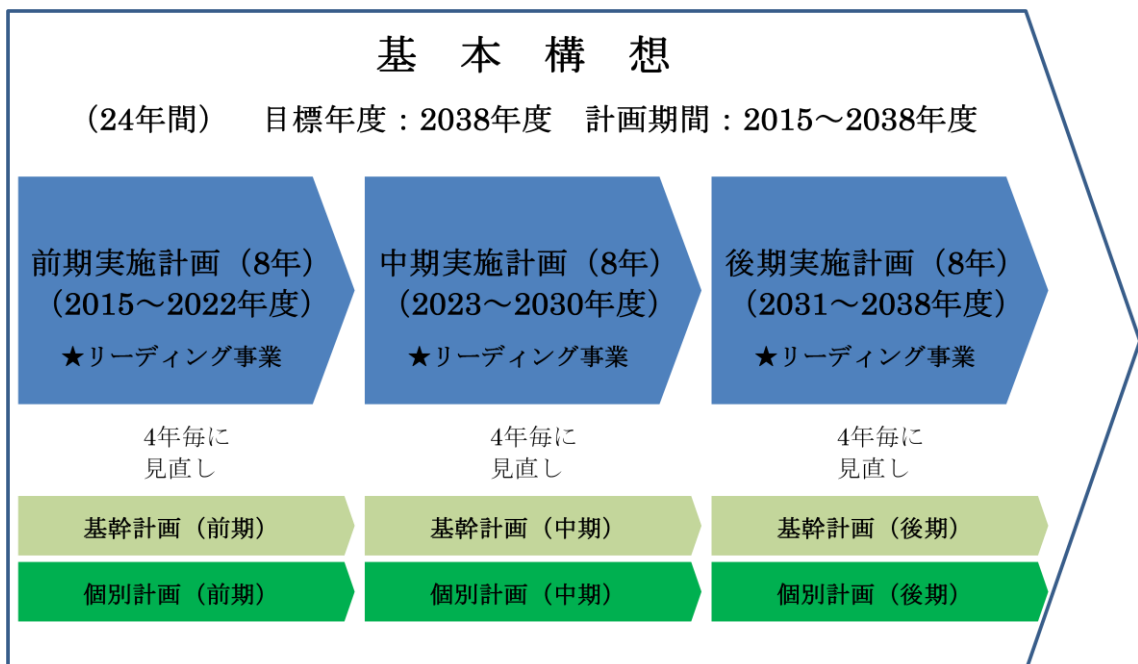 基 本 構 想
（24年間） 目標年度：2038年度 計画期間：2015～2038年度
前期実施計画（8年）
（2015～2022年度）
★リーディング事業
中期実施計画（8年）
（2023～2030年度）
★リーディング事業
後期実施計画（8年）
（2031～2038年度）
★リーディング事業
4年毎に
見直し
4年毎に
見直し
4年毎に
見直し
基幹計画（前期）
基幹計画（中期）
基幹計画（後期）
個別計画（前期）
個別計画（中期）
個別計画（後期）